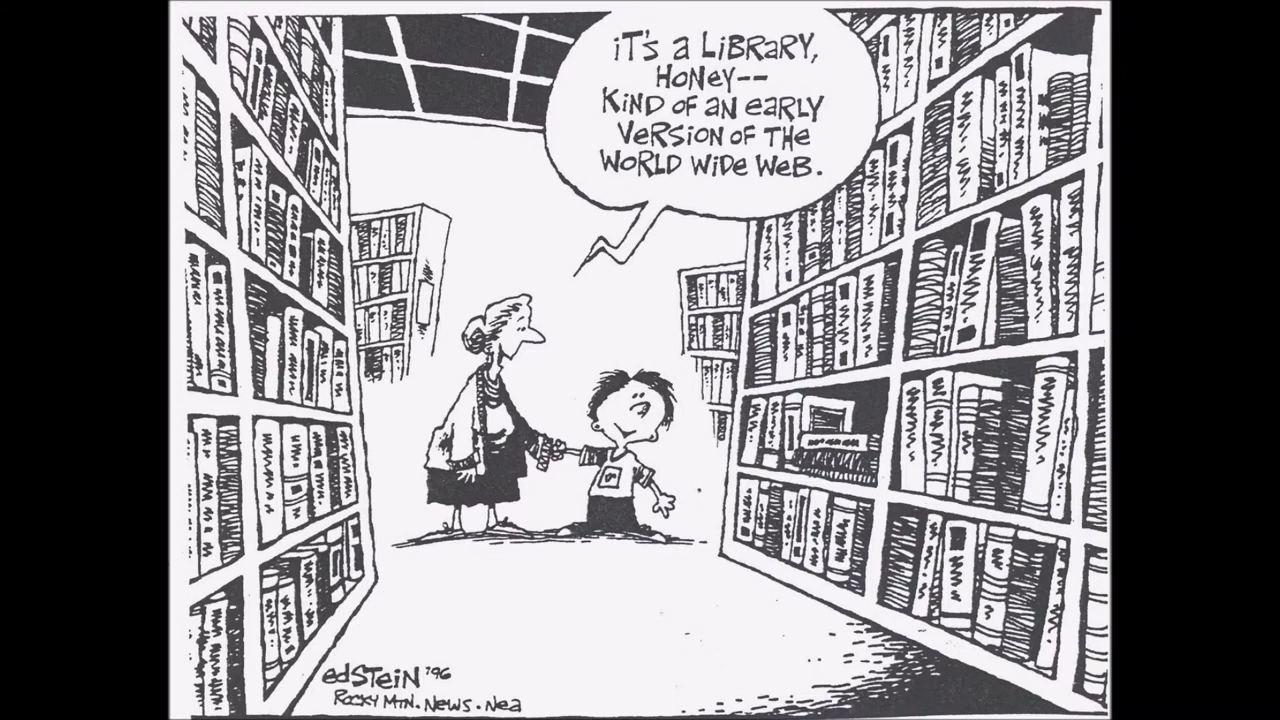 iT's a LiBRaRY,
HONey--
KiND OF aN eaRLY
VeRSiON OF THe
WORLD WiDe WeB.
edSTeiN '96
ROCKY MTN. NeWS • Nea